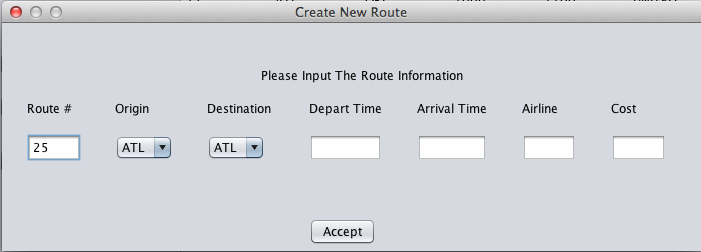 Create New Route
Please Input The Route Information
Route # Origin Destination Depart Time Arrival Time Airline Cost
25 ATL ATL
Accept